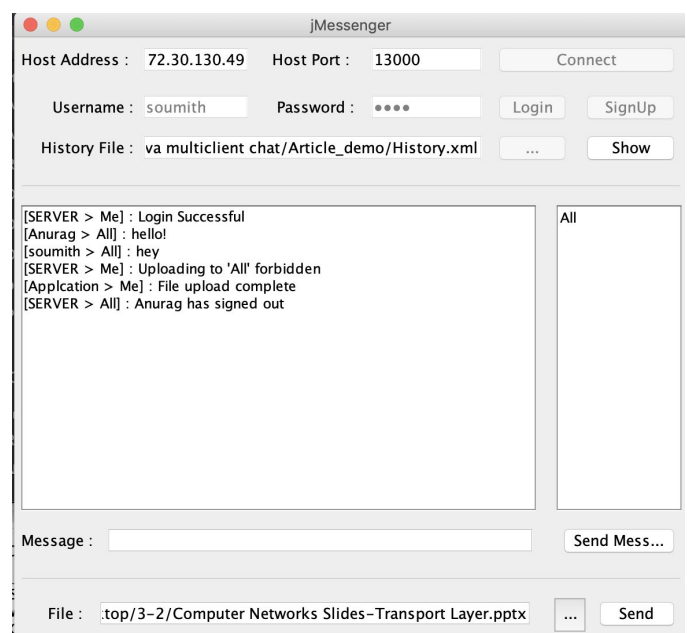 jMessenger
Host Address : 72.30.130.49 Host Port : 13000 Connect
Username : soumith Password : •••• Login SignUp
History File : va multiclient chat/Article_demo/History.xml ... Show
[SERVER > Me] : Login Successful
[Anurag > All] : hello!
[soumith > All] : hey
[SERVER > Me] : Uploading to 'All' forbidden
[Applcation > Me] : File upload complete
[SERVER > All] : Anurag has signed out
All
Message : Send Mess...
File : :top/3-2/Computer Networks Slides-Transport Layer.pptx ... Send